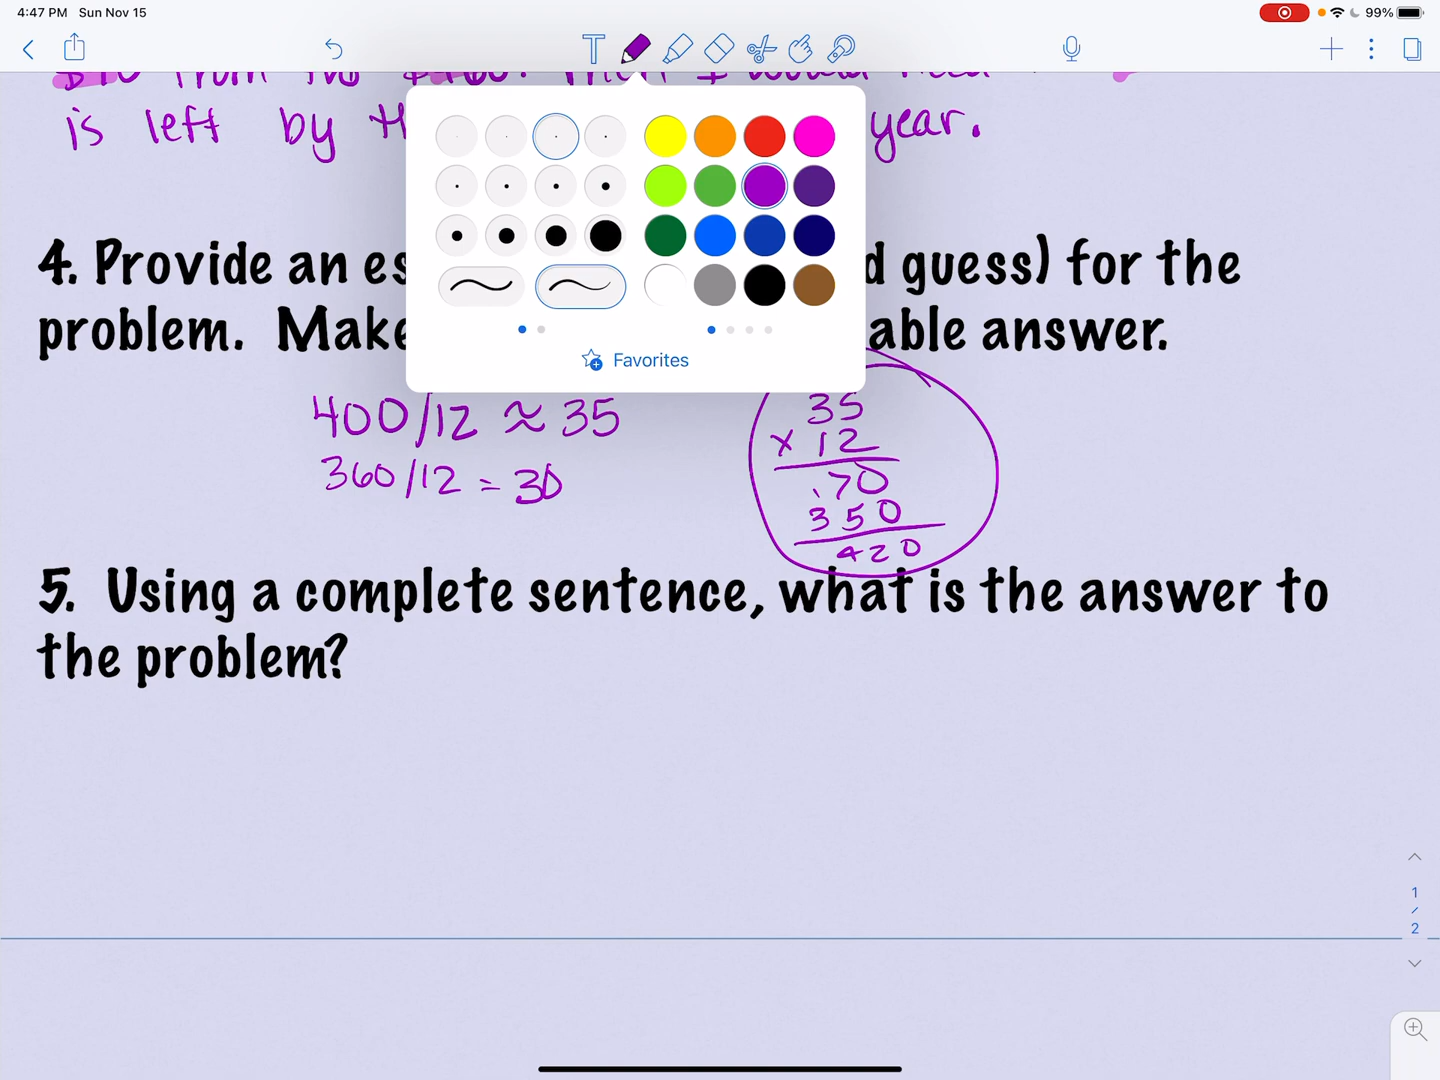 4:47 PM Sun Nov 15
99%
is left by year.
4. Provide an es d guess) for the
problem. Make able answer.
Favorites
400/12 ≈ 35
360/12 = 30
35
x 12
70
350
420
5. Using a complete sentence, what is the answer to
the problem?
1
/
2